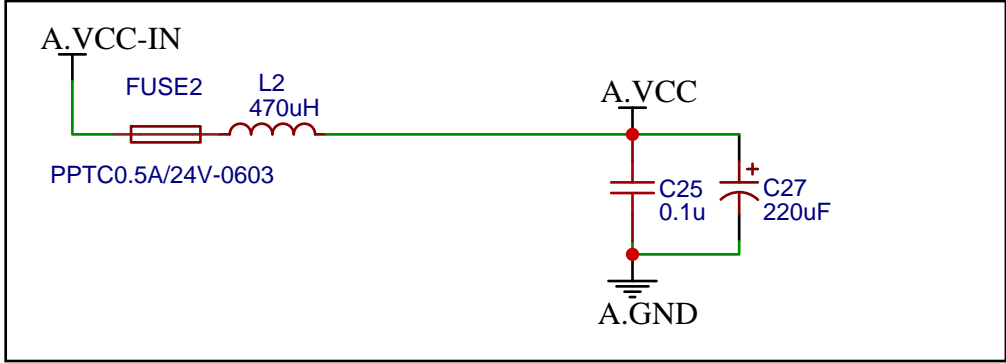 A.VCC-IN
FUSE2
L2
470uH
PPTC0.5A/24V-0603
A.VCC
+
C25
0.1u
C27
220uF
A.GND